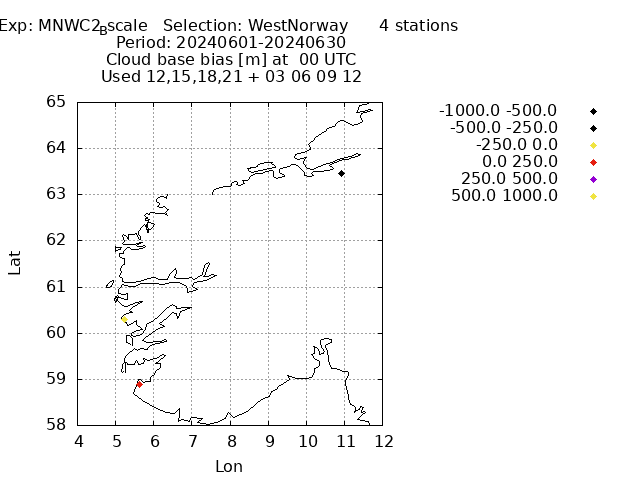 Exp: MNWC2Bscale Selection: WestNorway 4 stations
Period: 20240601-20240630
Cloud base bias [m] at 00 UTC
Used 12,15,18,21 + 03 06 09 12
-1000.0 -500.0
-500.0 -250.0
-250.0 0.0
0.0 250.0
250.0 500.0
500.0 1000.0
65
64
63
62
61
60
59
58
Lat
4 5 6 7 8 9 10 11 12
Lon